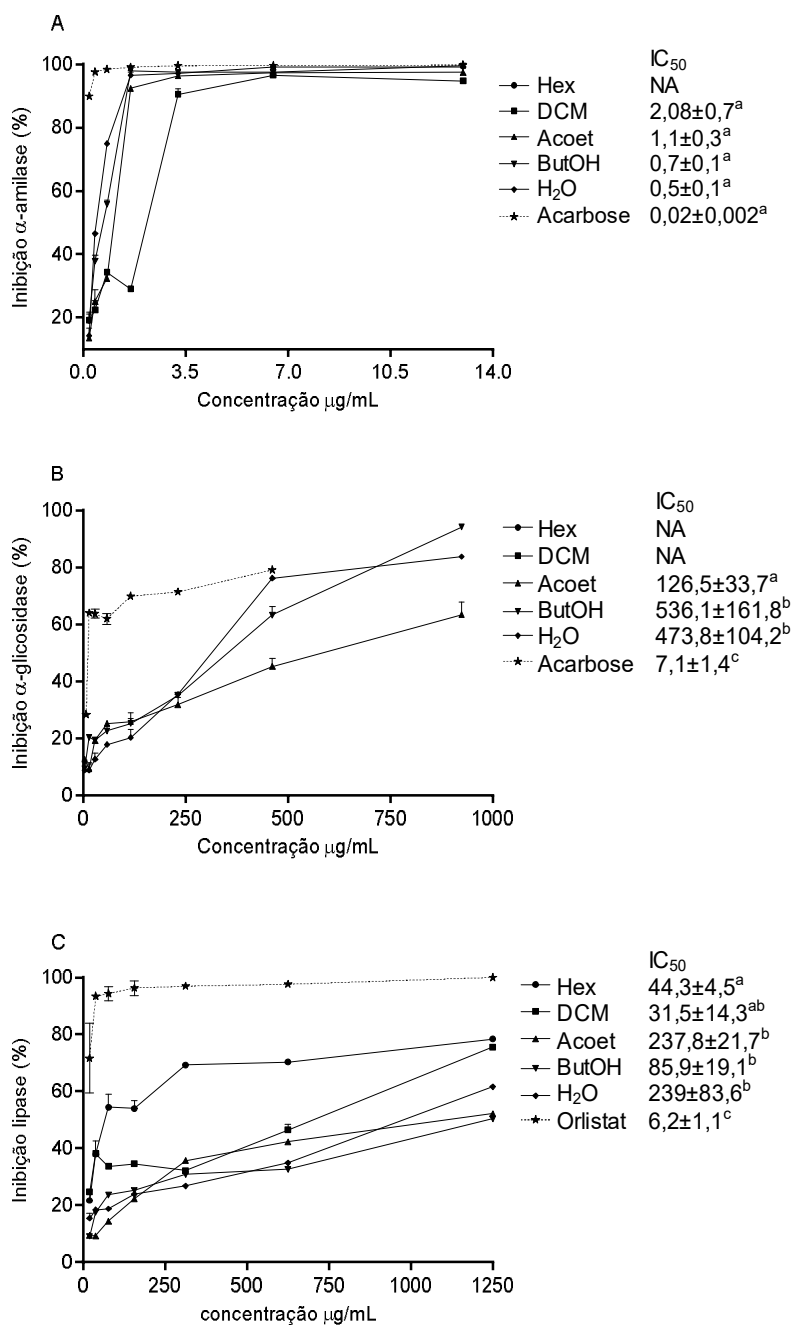 A
IC50
Hex NA
DCM 2,08±0,7a
Acoet 1,1±0,3a
ButOH 0,7±0,1a
H2O 0,5±0,1a
Acarbose 0,02±0,002a
Inibição α-amilase (%)
100
80
60
40
20
0.0 3.5 7.0 10.5 14.0
Concentração µg/mL
B
IC50
Hex NA
DCM NA
Acoet 126,5±33,7a
ButOH 536,1±161,8b
H2O 473,8±104,2b
Acarbose 7,1±1,4c
Inibição α-glicosidase (%)
100
80
60
40
20
0
0 250 500 750 1000
Concentração µg/mL
C
IC50
Hex 44,3±4,5a
DCM 31,5±14,3ab
Acoet 237,8±21,7b
ButOH 85,9±19,1b
H2O 239±83,6b
Orlistat 6,2±1,1c
Inibição lipase (%)
100
80
60
40
20
0
0 250 500 750 1000 1250
concentração µg/mL